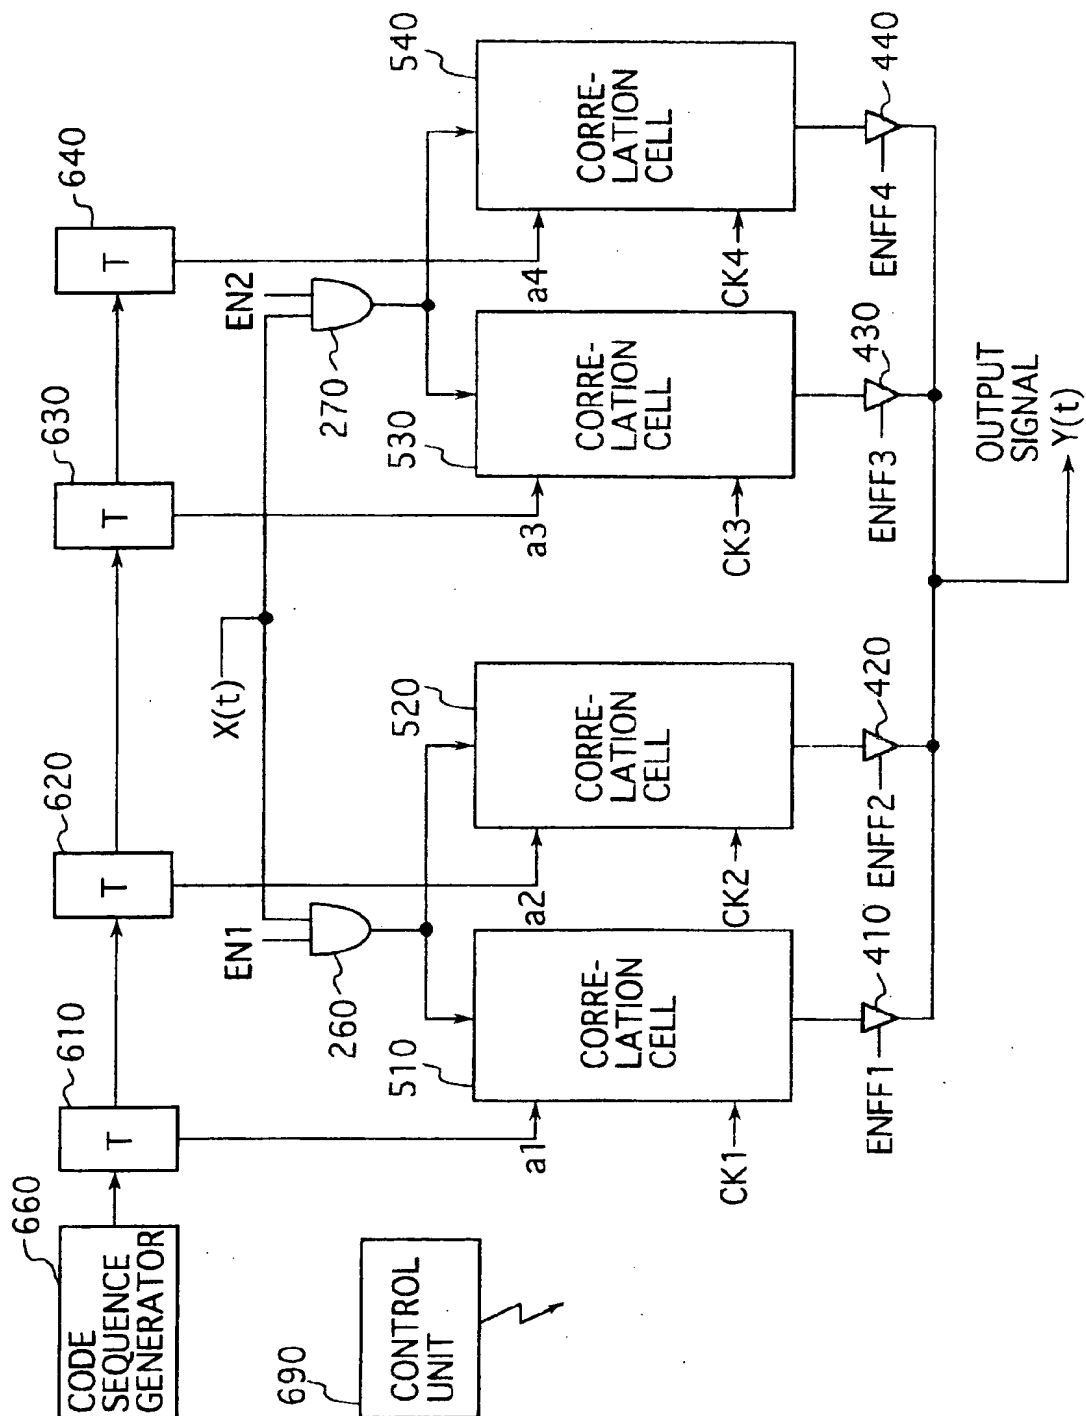 660
CODE
SEQUENCE
GENERATOR
610
T
620
T
630
T
640
T
690
CONTROL
UNIT
X(t)
EN1
260
EN2
270
510
CORRE-
LATION
CELL
a1
CK1
520
CORRE-
LATION
CELL
a2
CK2
530
CORRE-
LATION
CELL
a3
CK3
540
CORRE-
LATION
CELL
a4
CK4
ENFF1
410
ENFF2
420
ENFF3
430
ENFF4
440
OUTPUT
SIGNAL
Y(t)